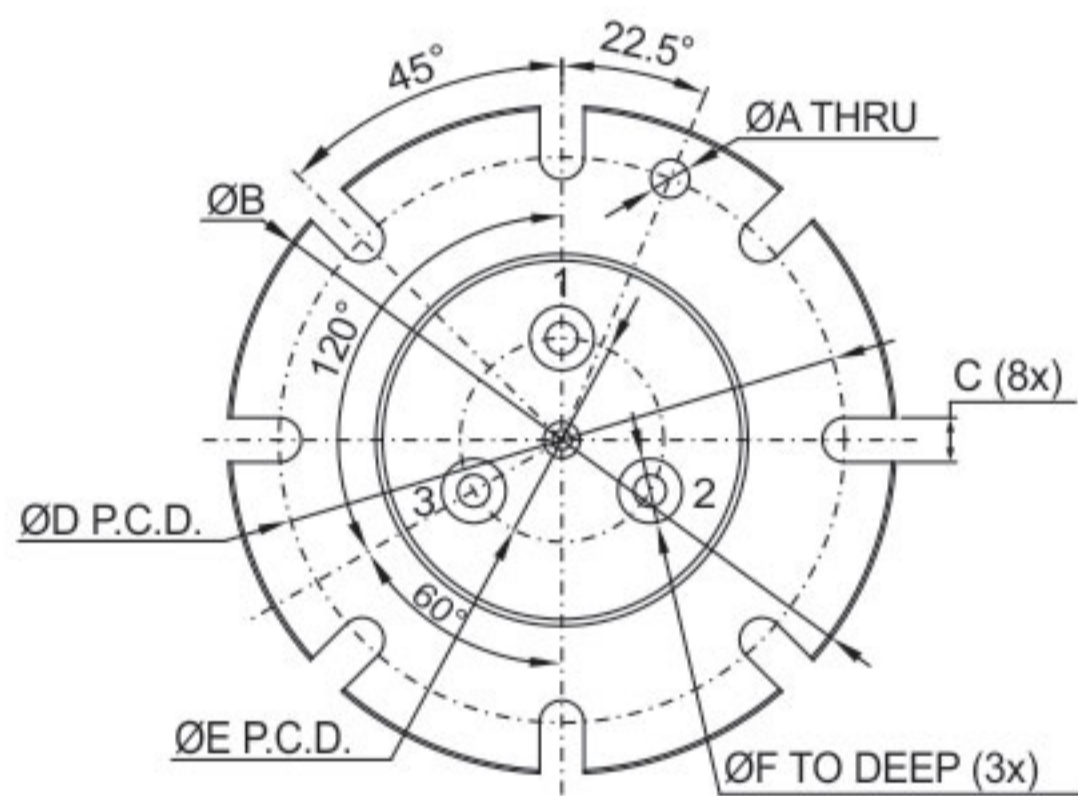 45°
22.5°
ØA THRU
ØB
1
120°
C (8x)
3
2
ØD P.C.D.
60°
ØE P.C.D.
ØF TO DEEP (3x)